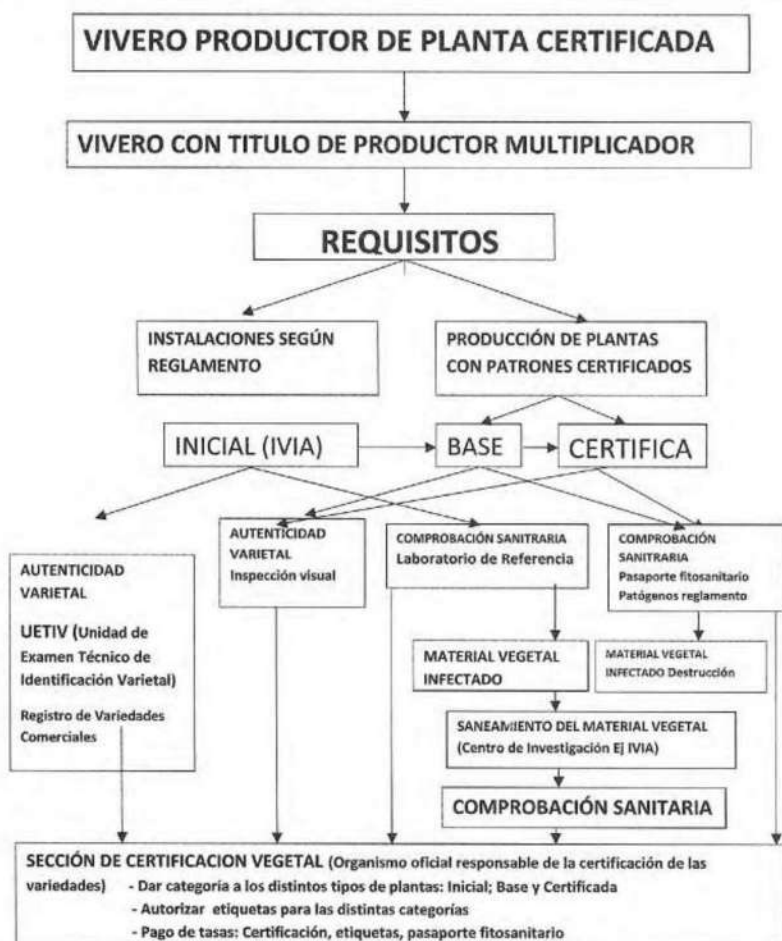 VIVERO PRODUCTOR DE PLANTA CERTIFICADA
VIVERO CON TITULO DE PRODUCTOR MULTIPLICADOR
REQUISITOS
INSTALACIONES SEGÚN
REGLAMENTO
PRODUCCIÓN DE PLANTAS
CON PATRONES CERTIFICADOS
INICIAL (IVIA)
BASE
CERTIFICA
AUTENTICIDAD
VARIETAL
UETIV (Unidad de
Examen Técnico de
Identificación Varietal)
Registro de Variedades
Comerciales
AUTENTICIDAD
VARIETAL
Inspección visual
COMPROBACIÓN SANITRARIA
Laboratorio de Referencia
COMPROBACIÓN
SANITRARIA
Pasaporte fitosanitario
Patógenos reglamento
MATERIAL VEGETAL
INFECTADO
MATERIAL VEGETAL
INFECTADO Destrucción
SANEAMIENTO DEL MATERIAL VEGETAL
(Centro de Investigación Ej IVIA)
COMPROBACIÓN SANITARIA
SECCIÓN DE CERTIFICACION VEGETAL (Organismo oficial responsable de la certificación de las
variedades) - Dar categoría a los distintos tipos de plantas: Inicial; Base y Certificada
- Autorizar etiquetas para las distintas categorías
- Pago de tasas: Certificación, etiquetas, pasaporte fitosanitario